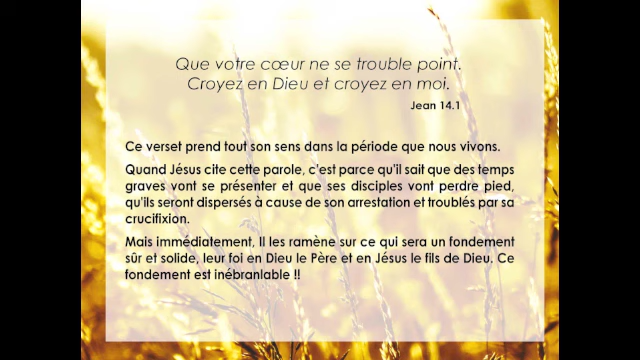 Que votre cœur ne se trouble point.
Croyez en Dieu et croyez en moi.
Jean 14.1
Ce verset prend tout son sens dans la période que nous vivons.
Quand Jésus cite cette parole, c'est parce qu'il sait que des temps
graves vont se présenter et que ses disciples vont perdre pied,
qu'ils seront dispersés à cause de son arrestation et troublés par sa
crucifixion.
Mais immédiatement, Il les ramène sur ce qui sera un fondement
sûr et solide, leur foi en Dieu le Père et en Jésus le fils de Dieu. Ce
fondement est inébranlable !!